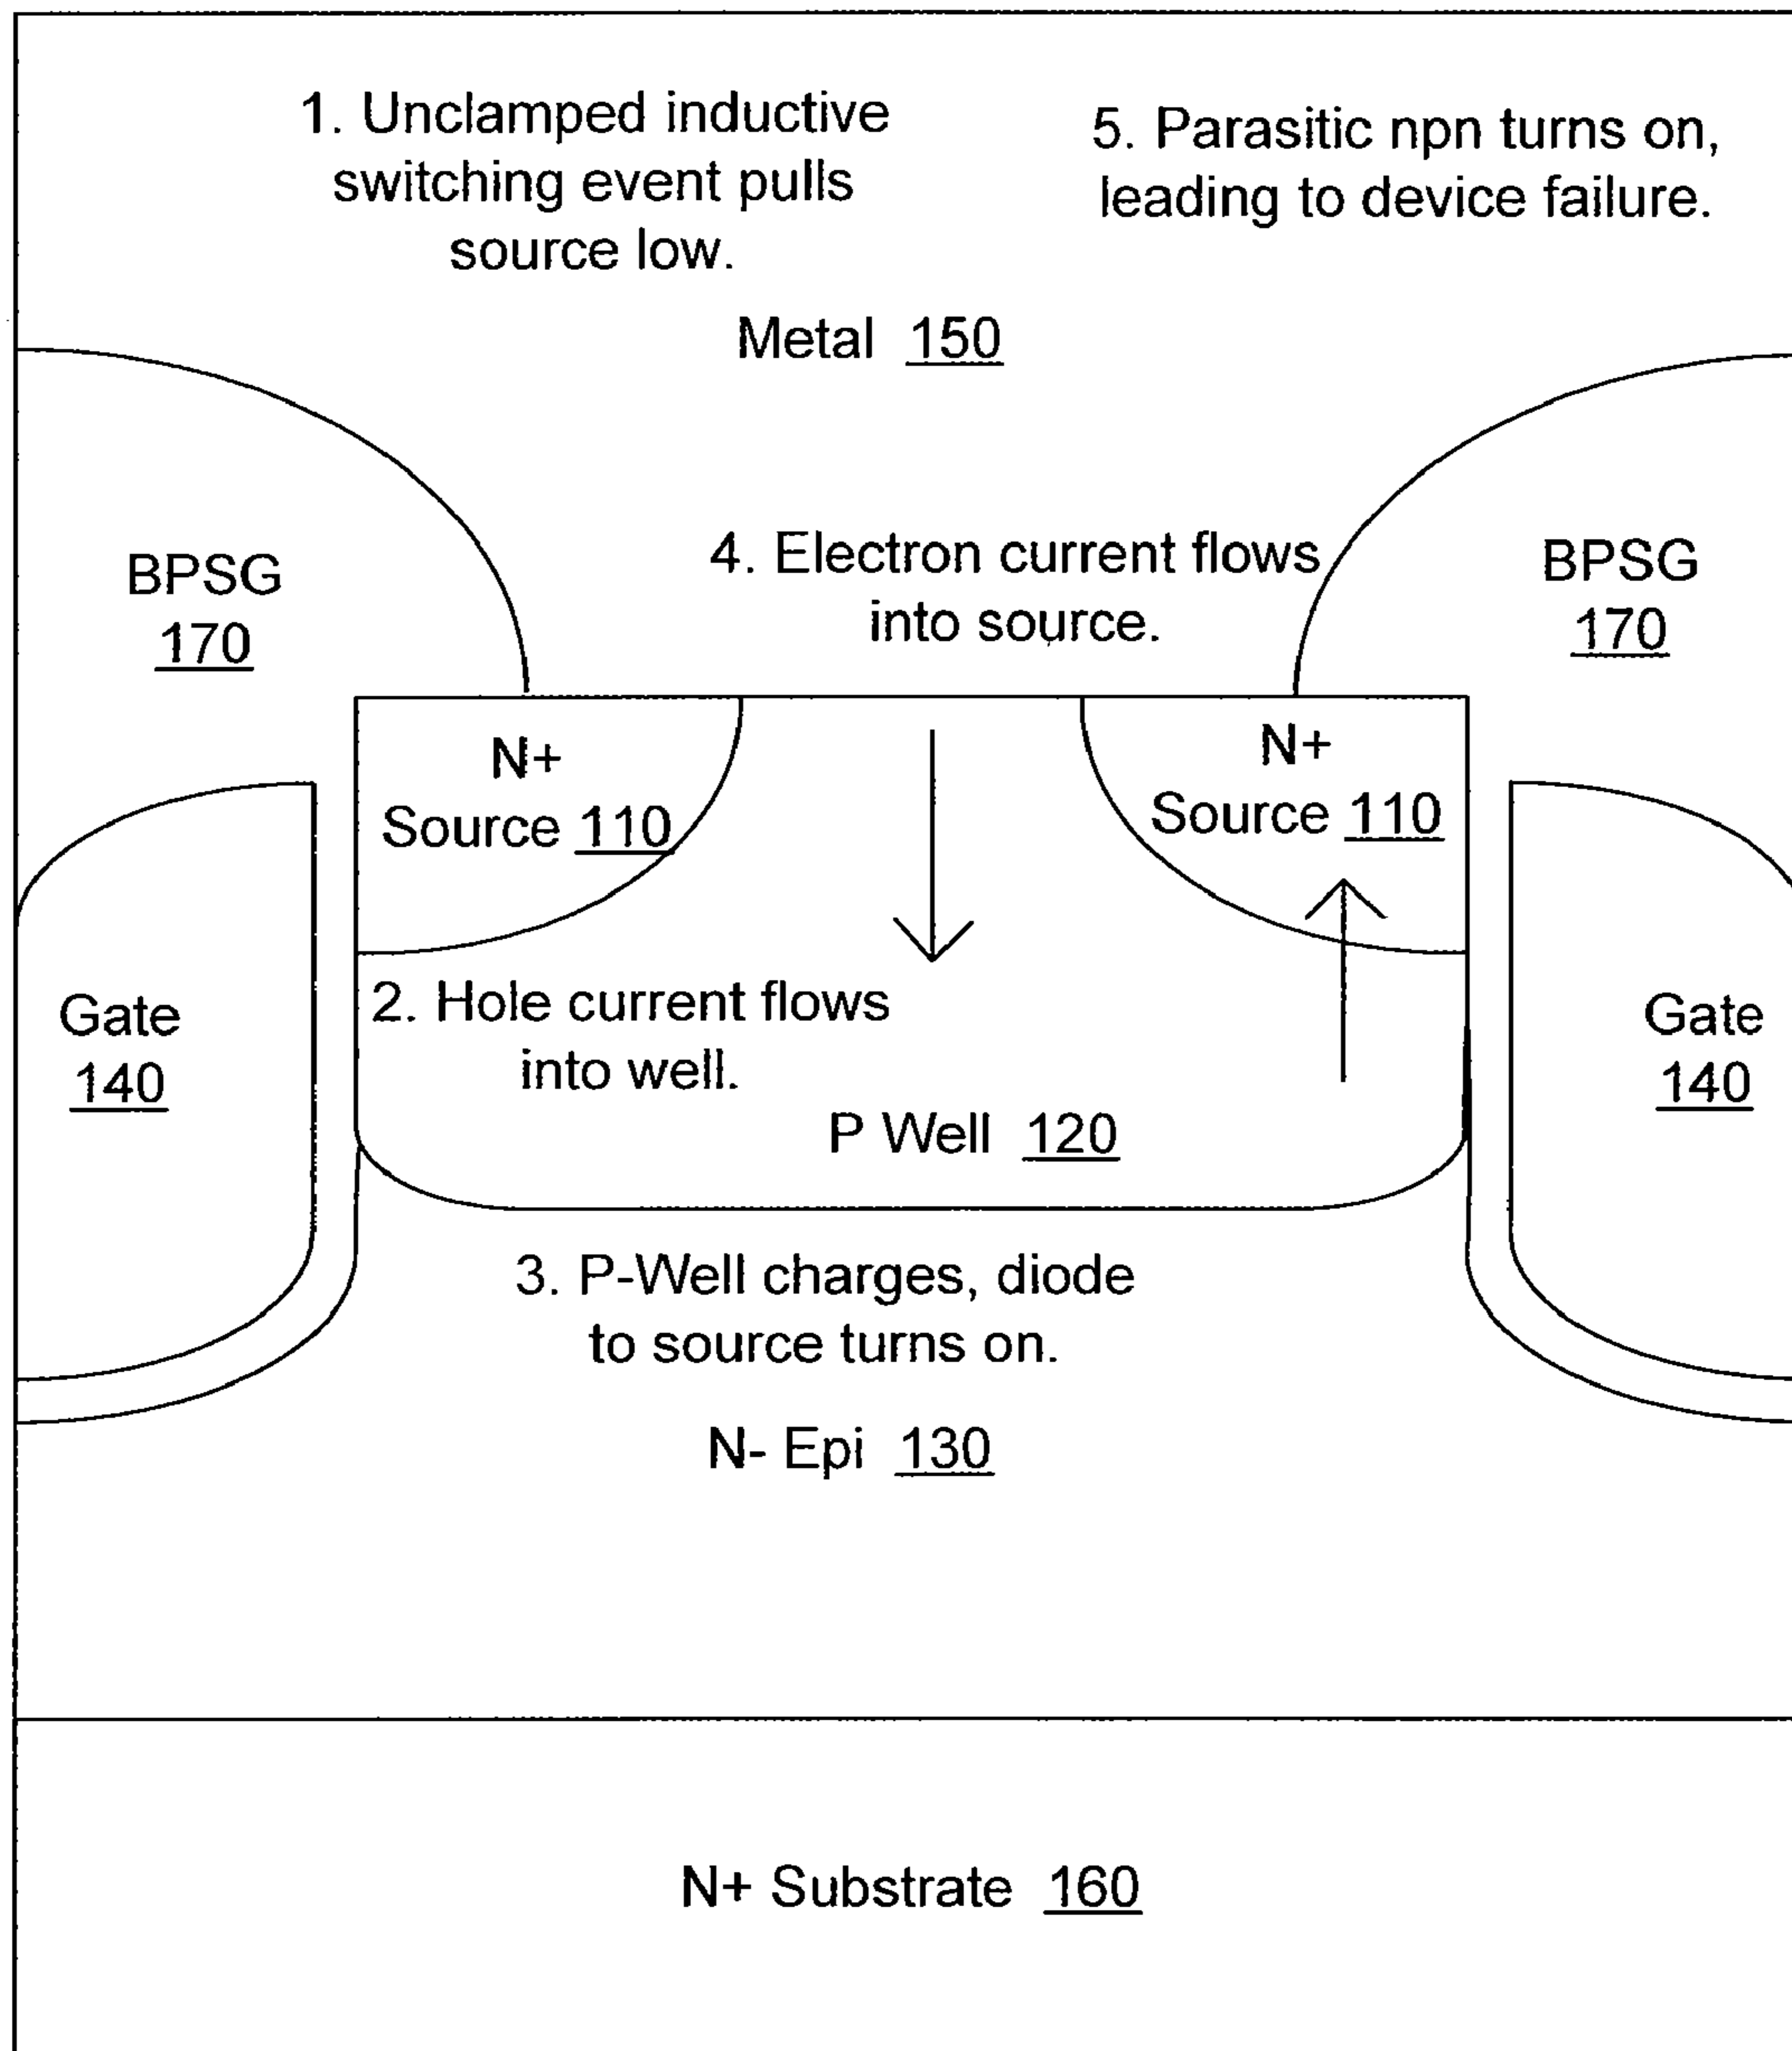 1. Unclamped inductive
switching event pulls
source low.
5. Parasitic npn turns on,
leading to device failure.
Metal 150
BPSG
170
4. Electron current flows
into source.
BPSG
170
N+
Source 110
N+
Source 110
Gate
140
2. Hole current flows
into well.
P Well 120
Gate
140
3. P-Well charges, diode
to source turns on.
N- Epi 130
N+ Substrate 160